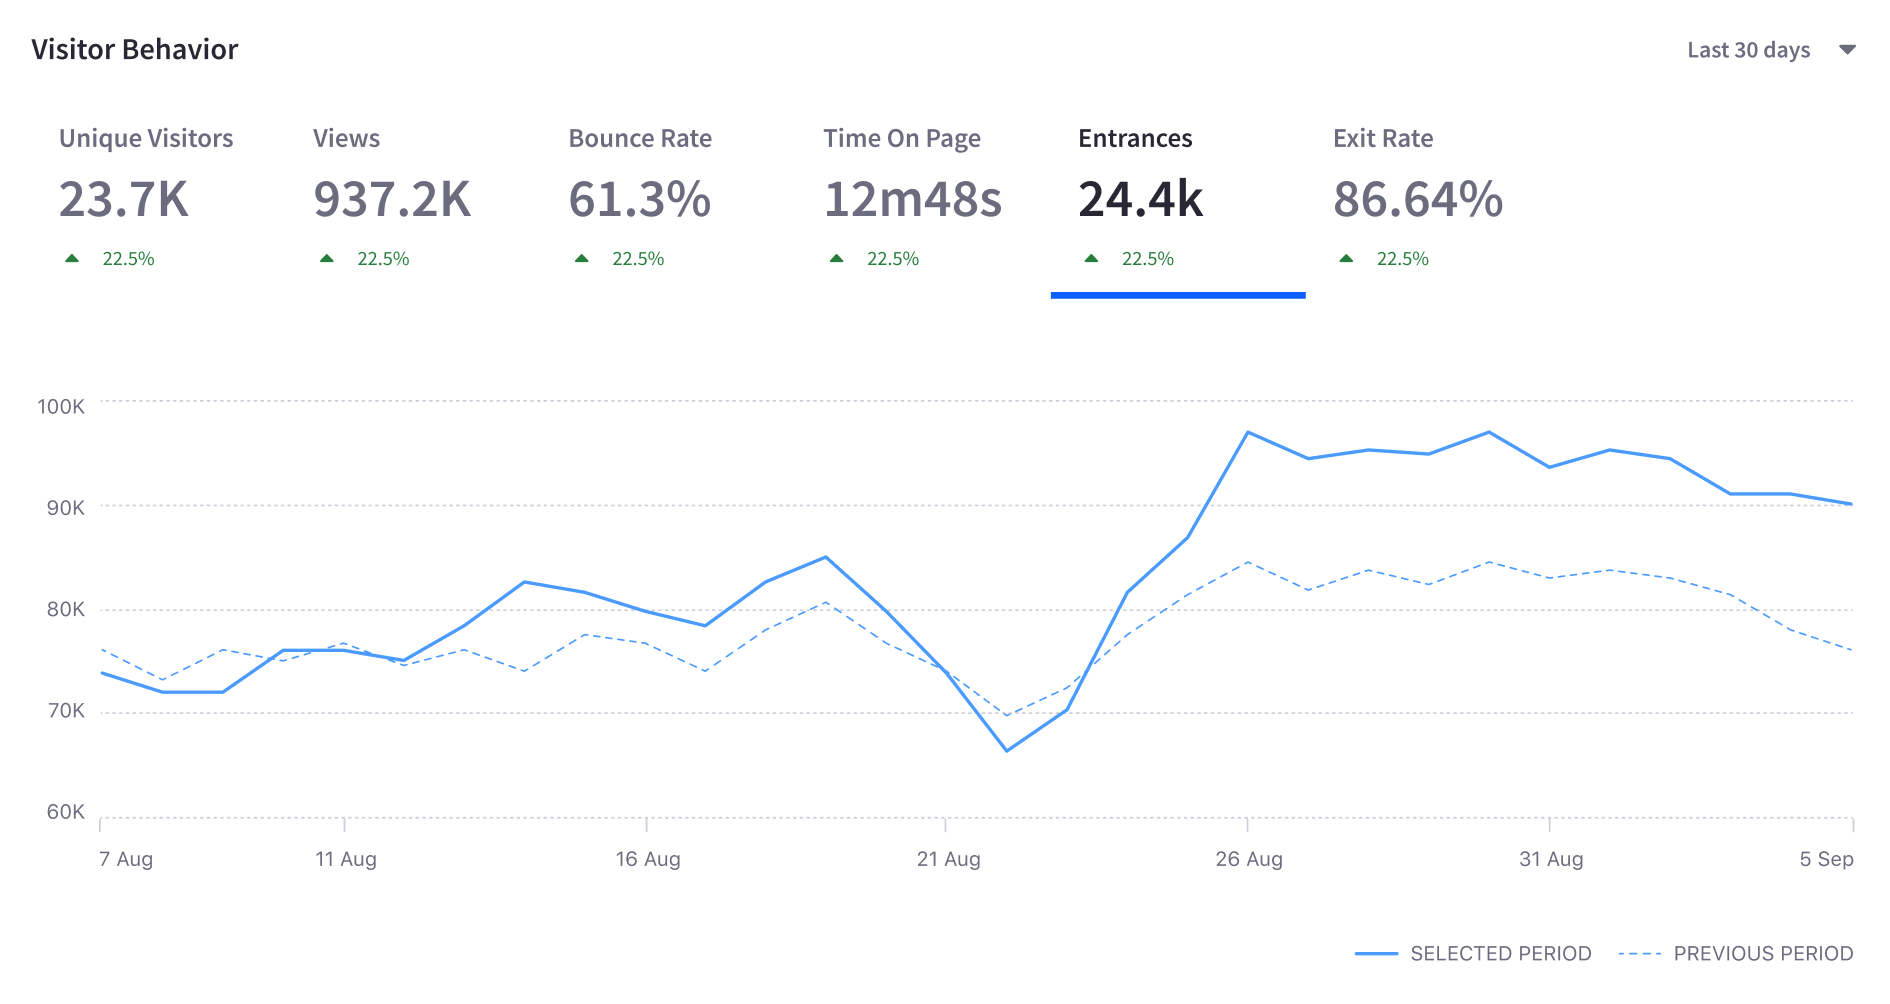 Visitor Behavior
Last 30 days
Unique Visitors
23.7K
22.5%
Views
937.2K
22.5%
Bounce Rate
61.3%
22.5%
Time On Page
12m48s
22.5%
Entrances
24.4k
22.5%
Exit Rate
86.64%
22.5%
100K
90K
80K
70K
60K
7 Aug
11 Aug
16 Aug
21 Aug
26 Aug
31 Aug
5 Sep
SELECTED PERIOD
PREVIOUS PERIOD